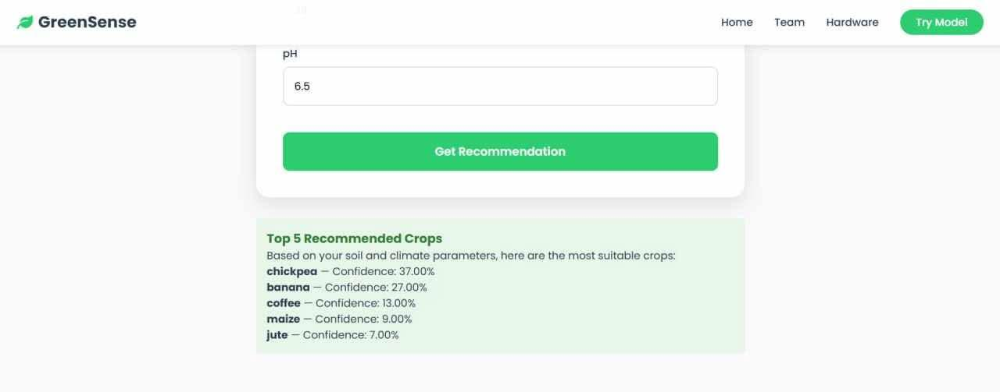 GreenSense
Home Team Hardware Try Model
pH
6.5
Get Recommendation
Top 5 Recommended Crops
Based on your soil and climate parameters, here are the most suitable crops:
chickpea — Confidence: 37.00%
banana — Confidence: 27.00%
coffee — Confidence: 13.00%
maize — Confidence: 9.00%
jute — Confidence: 7.00%